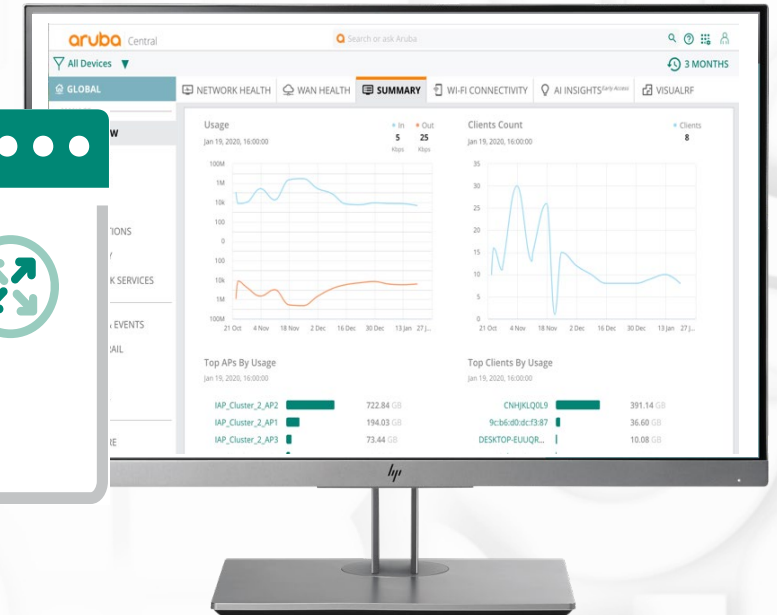 aruba Central
Search or ask Aruba
All Devices
3 MONTHS
GLOBAL
NETWORK HEALTH
WAN HEALTH
SUMMARY
WI-FI CONNECTIVITY
AI INSIGHTS Early Access
VISUALRF
W
IONS
Y
K SERVICES
& EVENTS
RAIL
RE
Usage
In Out
Jan 19, 2020, 16:00:00
5 25
Kbps Kbps
100M
1M
10k
100
0
100
10k
1M
100M
21 Oct 4 Nov 18 Nov 2 Dec 16 Dec 30 Dec 13 Jan 27 J...
Clients Count
Clients
Jan 19, 2020, 16:00:00
8
35
30
25
20
15
10
5
0
21 Oct 4 Nov 18 Nov 2 Dec 16 Dec 30 Dec 13 Jan 27 J...
Top APs By Usage
Jan 19, 2020, 16:00:00
IAP_Cluster_2_AP2 722.84 GB
IAP_Cluster_2_AP1 194.03 GB
IAP_Cluster_2_AP3 73.44 GB
Top Clients By Usage
Jan 19, 2020, 16:00:00
CNHJKLQ0L9 391.14 GB
9c:b6:d0:dc:f3:87 36.60 GB
DESKTOP-EUUQR... 10.08 GB
hp